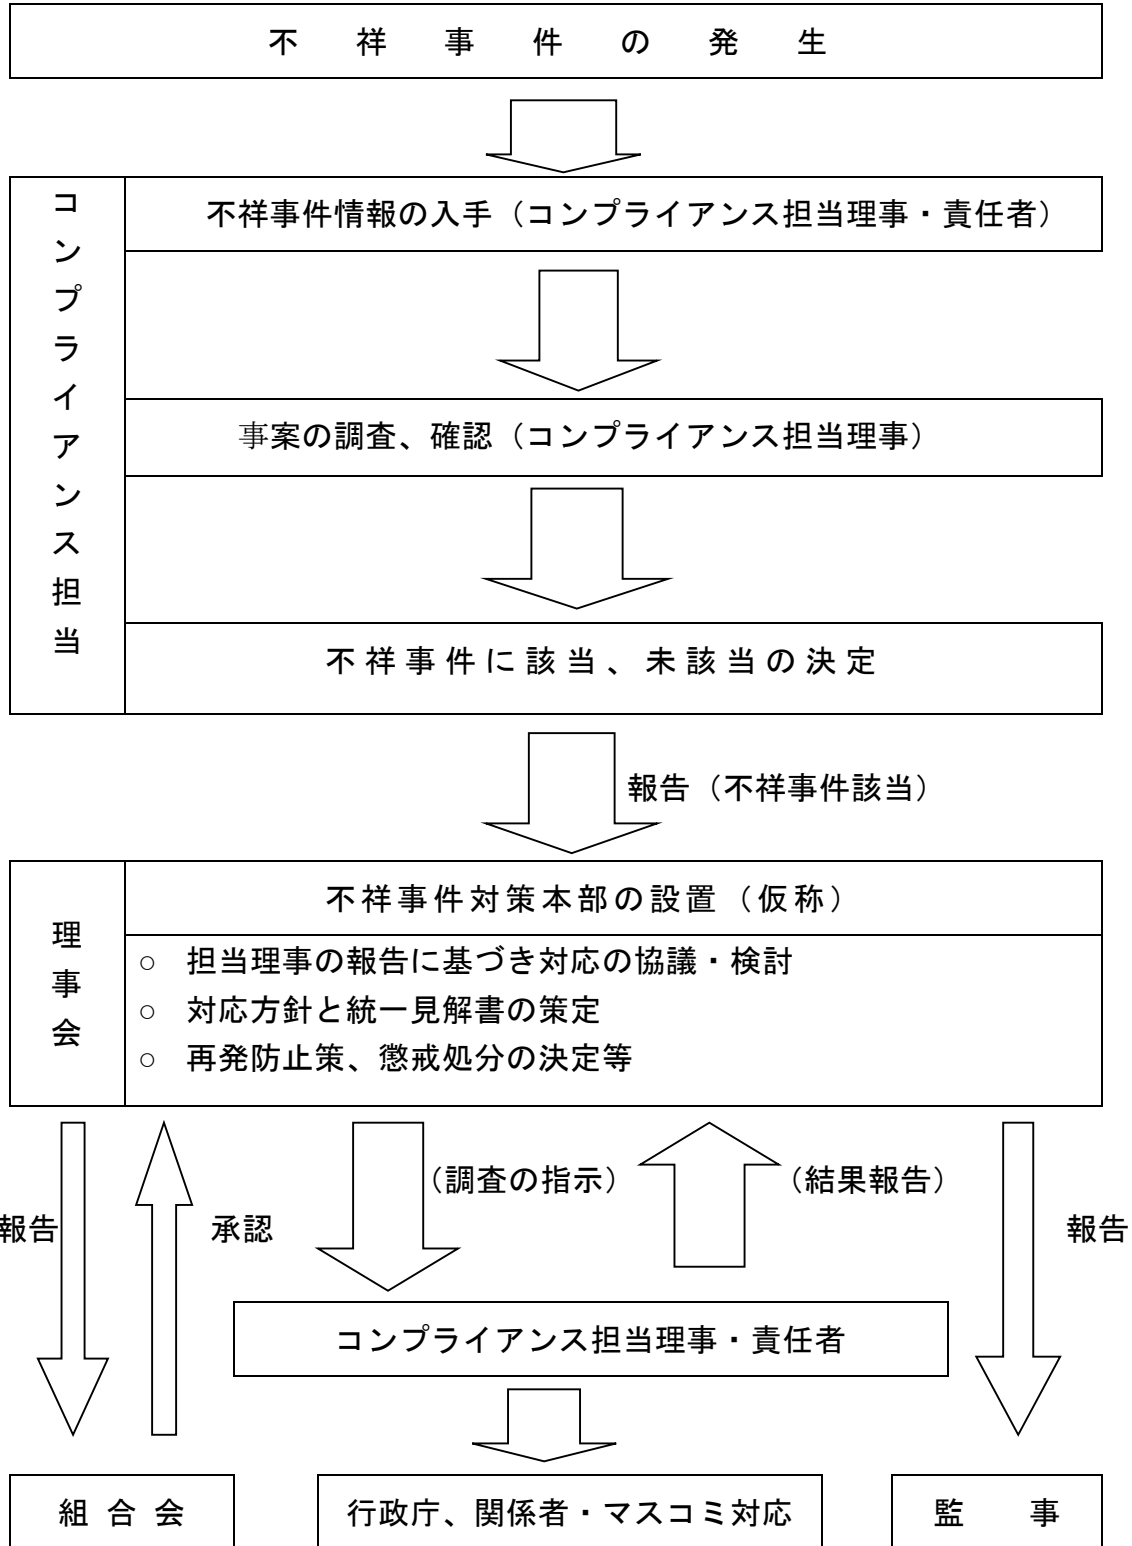 不祥事件の発生
コンプライアンス担当
不祥事件情報の入手（コンプライアンス担当理事・責任者）
事案の調査、確認（コンプライアンス担当理事）
不祥事件に該当、未該当の決定
報告（不祥事件該当）
理事会
不祥事件対策本部の設置（仮称）
○　担当理事の報告に基づき対応の協議・検討
○　対応方針と統一見解書の策定
○　再発防止策、懲戒処分の決定等
（調査の指示）
（結果報告）
報告
承認
報告
コンプライアンス担当理事・責任者
組合会
行政庁、関係者・マスコミ対応
監事